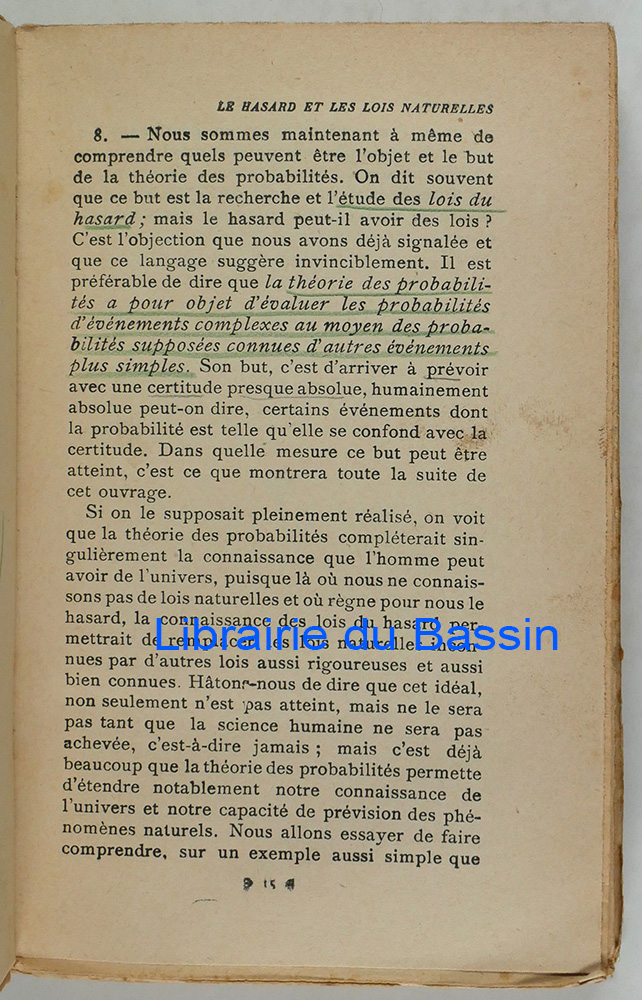 LE HASARD ET LES LOIS NATURELLES
8. — Nous sommes maintenant à même de
comprendre quels peuvent être l'objet et le but
de la théorie des probabilités. On dit souvent
que ce but est la recherche et l'étude des lois du
hasard; mais le hasard peut-il avoir des lois ?
C'est l'objection que nous avons déjà signalée et
que ce langage suggère invinciblement. Il est
préférable de dire que la théorie des probabili-
tés a pour objet d'évaluer les probabilités
d'événements complexes au moyen des proba-
bilités supposées connues d'autres événements
plus simples. Son but, c'est d'arriver à prévoir
avec une certitude presque absolue, humainement
absolue peut-on dire, certains événements dont
la probabilité est telle qu'elle se confond avec la
certitude. Dans quelle mesure ce but peut être
atteint, c'est ce que montrera toute la suite de
cet ouvrage.
Si on le supposait pleinement réalisé, on voit
que la théorie des probabilités compléterait sin-
gulièrement la connaissance que l'homme peut
avoir de l'univers, puisque là où nous ne connais-
sons pas de lois naturelles et où règne pour nous le
hasard, la connaissance des lois du hasard per-
Librairie du Bassin
mettrait de remplacer les lois naturelles incon-
nues par d'autres lois aussi rigoureuses et aussi
bien connues. Hâtons-nous de dire que cet idéal,
non seulement n'est pas atteint, mais ne le sera
pas tant que la science humaine ne sera pas
achevée, c'est-à-dire jamais ; mais c'est déjà
beaucoup que la théorie des probabilités permette
d'étendre notablement notre connaissance de
l'univers et notre capacité de prévision des phé-
nomènes naturels. Nous allons essayer de faire
comprendre, sur un exemple aussi simple que
15